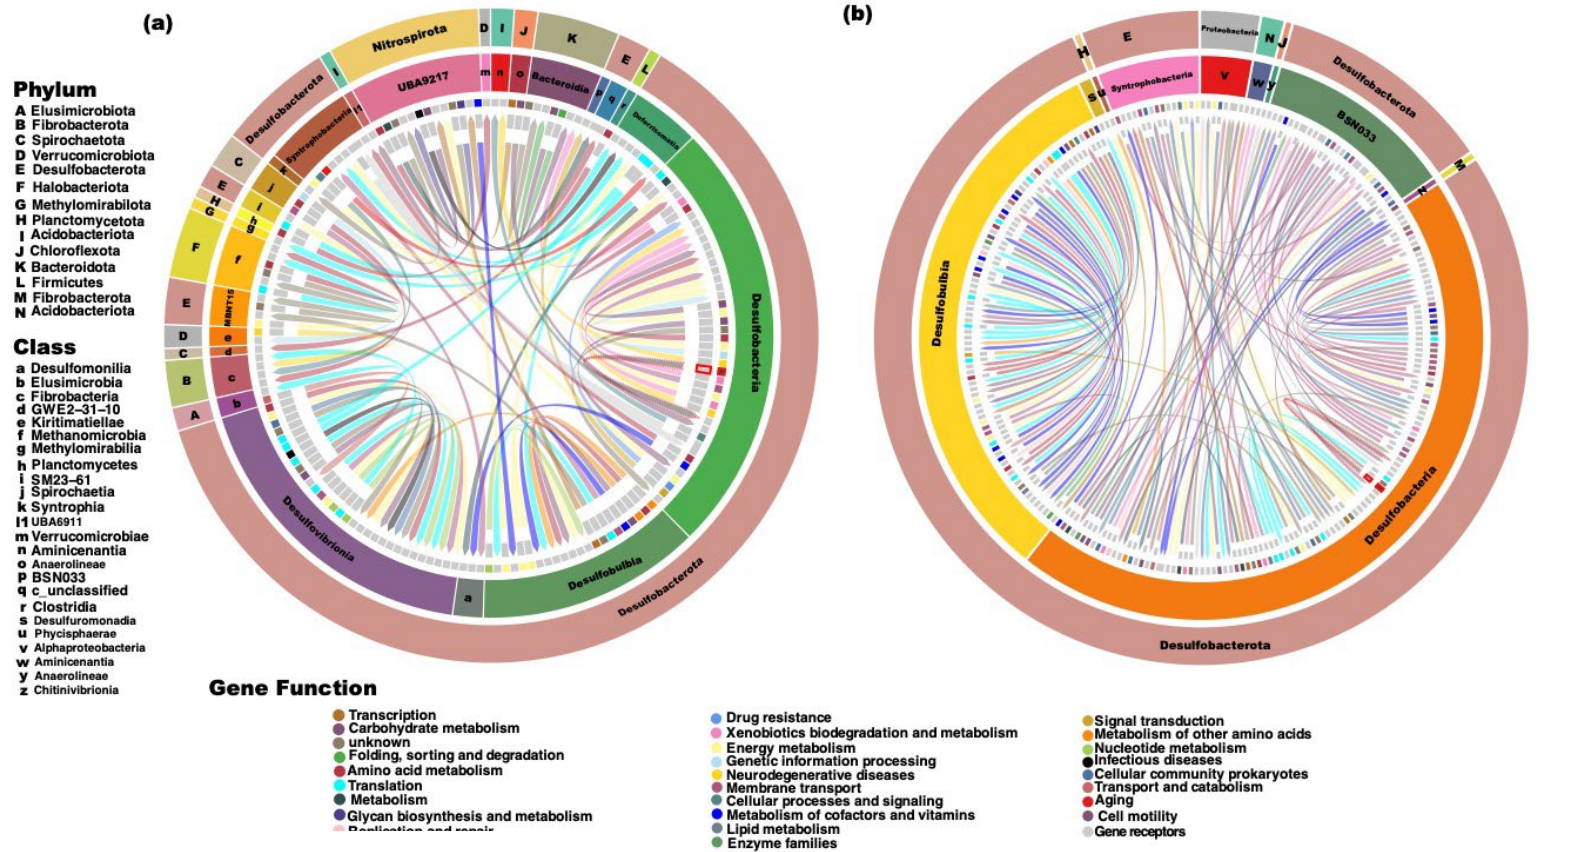 (a)
(b)
Phylum
A Elusimicrobiota
B Fibrobacterota
C Spirochaetota
D Verrucomicrobiota
E Desulfobacterota
F Halobacteriota
G Methylomirabilota
H Planctomycetota
I Acidobacteriota
J Chloroflexota
K Bacteroidota
L Firmicutes
M Fibrobacterota
N Acidobacteriota
Class
a Desulfomonilia
b Elusimicrobia
c Fibrobacteria
d GWE2-31-10
e Kiritimatiellae
f Methanomicrobia
g Methylomirabilia
h Planctomycetes
i SM23-61
j Spirochaetia
k Syntrophia
l1 UBA6911
m Verrucomicrobiae
n Aminicenantia
o Anaerolineae
p BSN033
q c_unclassified
r Clostridia
s Desulfuromonadia
u Phycisphaerae
v Alphaproteobacteria
w Aminicenantia
y Anaerolineae
z Chitinivibrionia
Nitrospirota
D
I
J
K
E
L
Desulfobacterota
A
B
C
D
E
F
G
H
E
C
Desulfobacterota
I
UBA9217
m
n
o
Bacteroidia
p
q
r
Deferrisomatia
Desulfobacteria
Desulfobulbia
a
Desulfovibrionia
b
c
d
e
MBNT15
f
g
h
i
j
k
Syntrophobacteria
l1
H
E
Proteobacteria
N
J
Desulfobacterota
M
Desulfobacterota
s
u
Syntrophobacteria
v
w
y
BSN033
Desulfobacteria
Desulfobulbia
Gene Function
Transcription
Carbohydrate metabolism
unknown
Folding, sorting and degradation
Amino acid metabolism
Translation
Metabolism
Glycan biosynthesis and metabolism
Replication and repair
Drug resistance
Xenobiotics biodegradation and metabolism
Energy metabolism
Genetic information processing
Neurodegenerative diseases
Membrane transport
Cellular processes and signaling
Metabolism of cofactors and vitamins
Lipid metabolism
Enzyme families
Signal transduction
Metabolism of other amino acids
Nucleotide metabolism
Infectious diseases
Cellular community prokaryotes
Transport and catabolism
Aging
Cell motility
Gene receptors